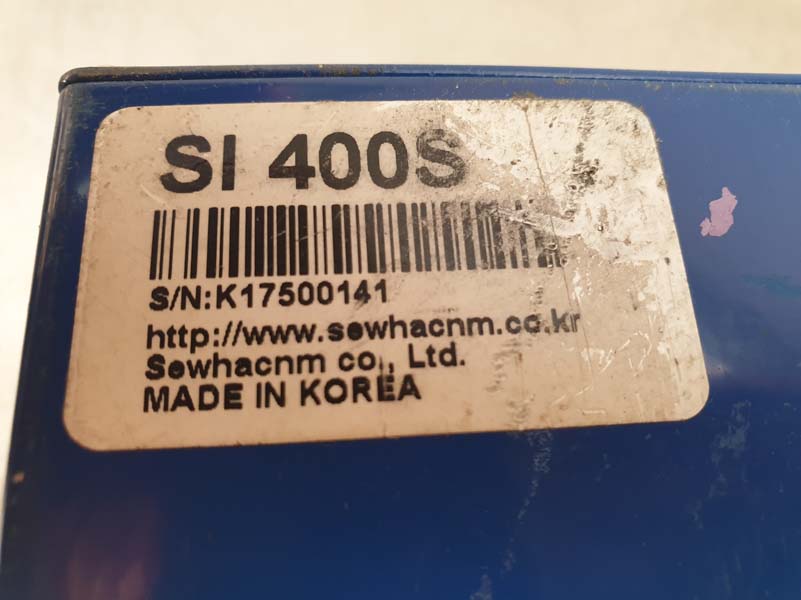 SI 400S
S/N:K17500141
http://www.sewhacnm.co.kr
Sewhacnm co., Ltd.
MADE IN KOREA